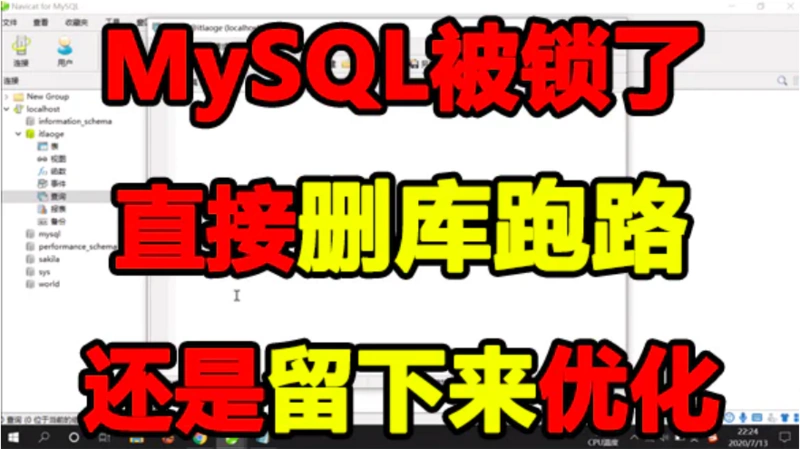 Navicat for MySQL
文件 查看 收藏夹 工具
@itlaoge (localhost
连接 用户
连接
New Group
localhost
information_schema
itlaoge
表
视图
函数
事件
查询
报表
备份
mysql
performance_schema
sakila
sys
world
MySQL被锁了
直接删库跑路
还是留下来优化
22:24
CPU温度
2020/7/13